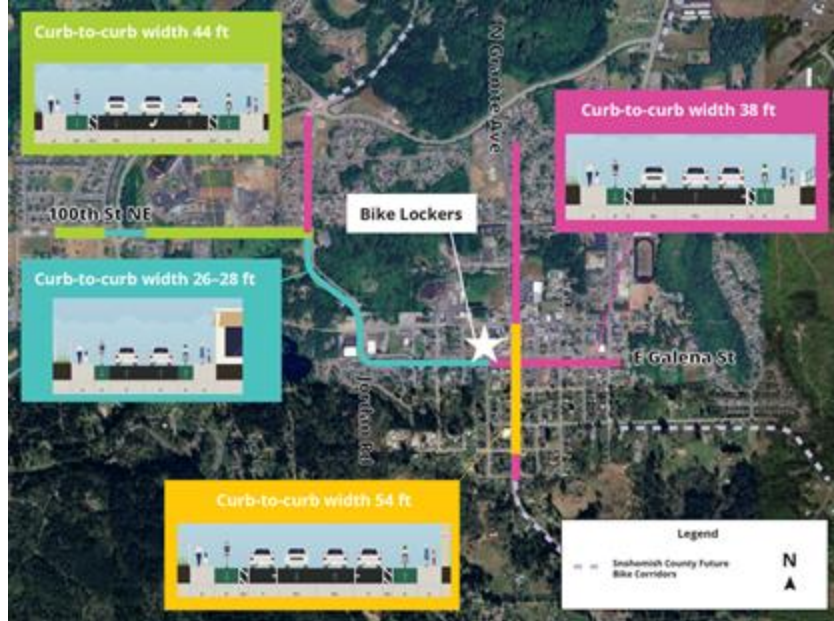 Curb-to-curb width 44 ft
N Granite Ave
Curb-to-curb width 38 ft
100th St NE
Bike Lockers
Curb-to-curb width 26–28 ft
E Galena St
Jordan Rd
Curb-to-curb width 54 ft
Legend
Snohomish County Future
Bike Corridors
N